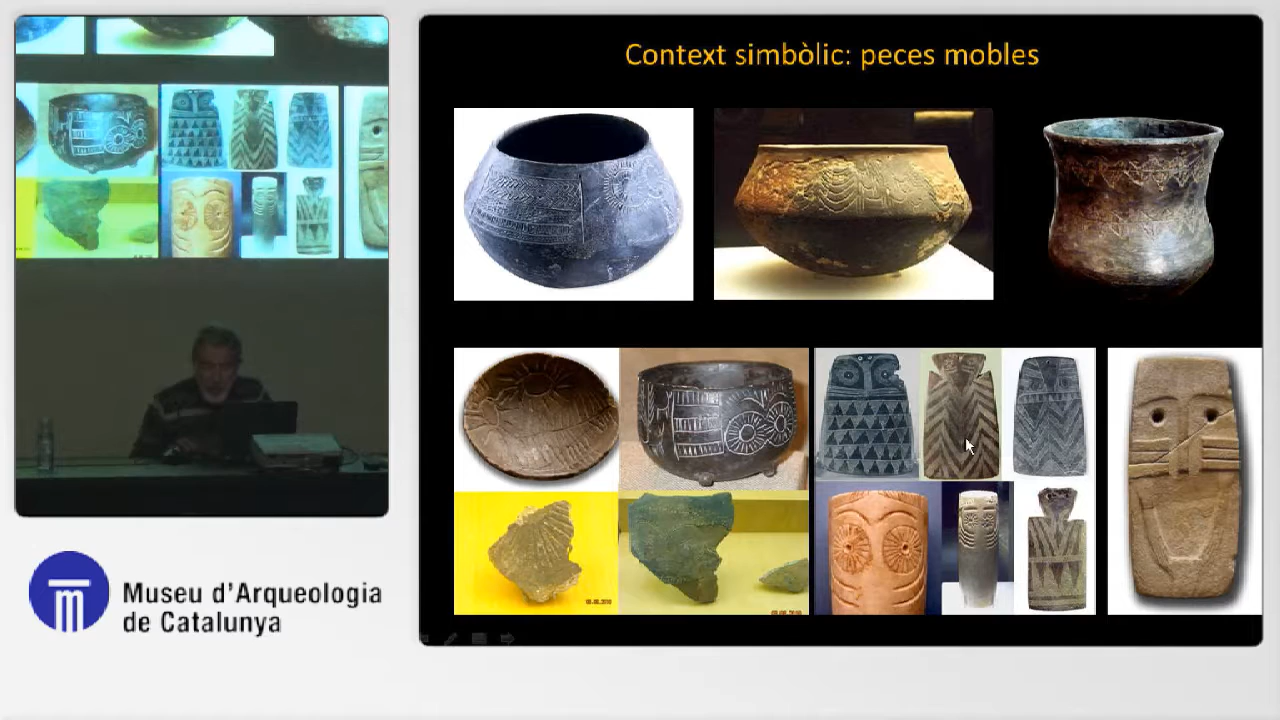 Context simbòlic: peces mobles
Museu d'Arqueologia
de Catalunya